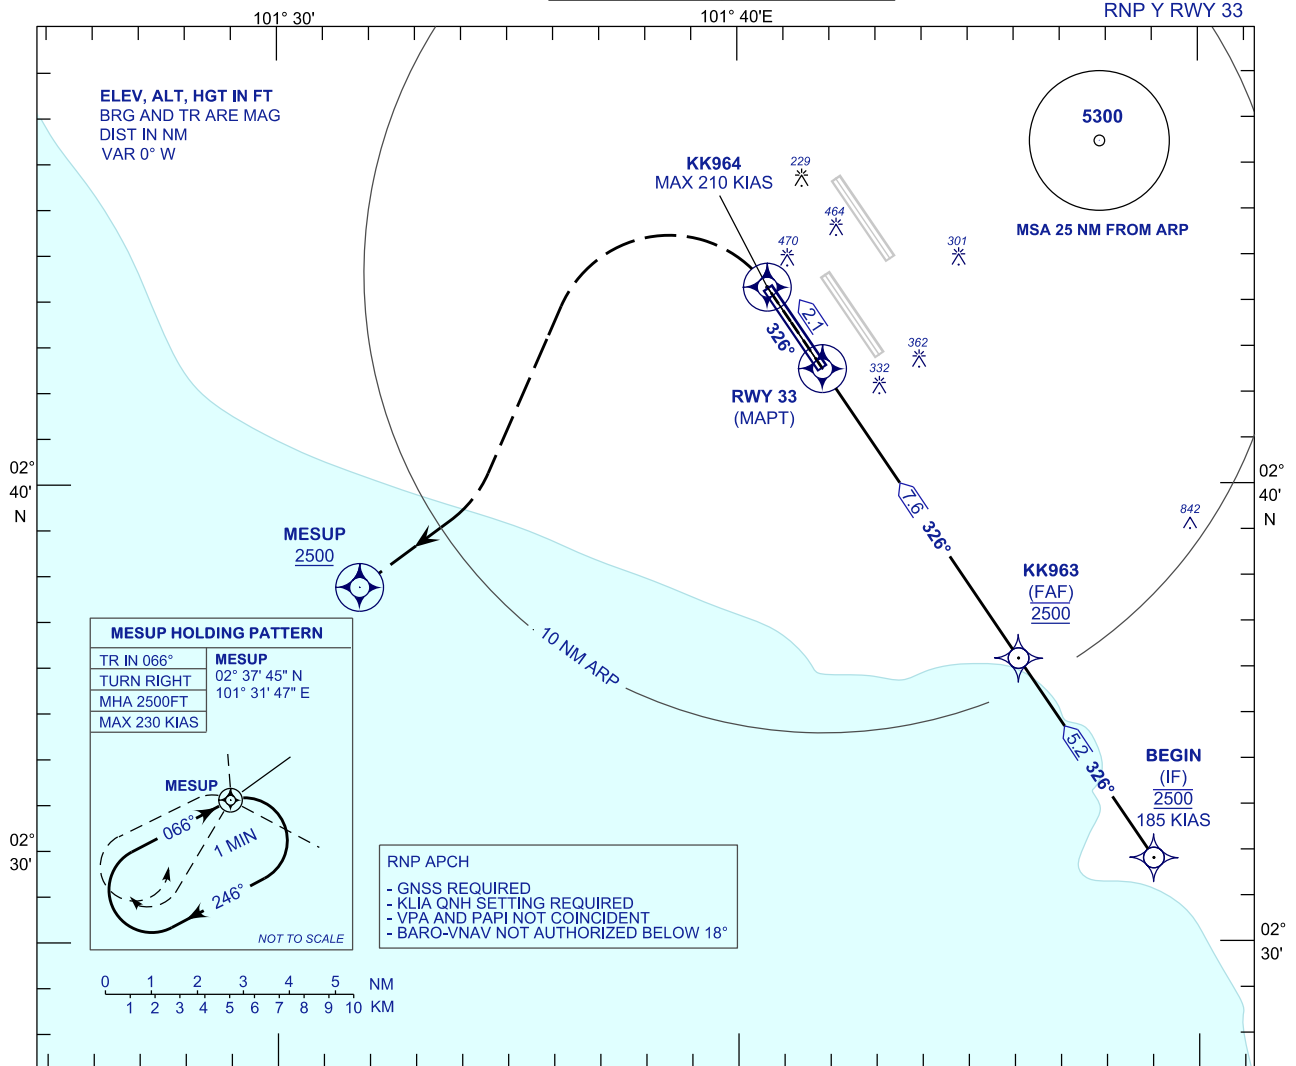 RNP Y RWY 33
101° 30'
101° 40'E
ELEV, ALT, HGT IN FT
BRG AND TR ARE MAG
DIST IN NM
VAR 0° W
5300
MSA 25 NM FROM ARP
KK964
MAX 210 KIAS
229
464
470
301
2.1
326°
362
332
RWY 33
(MAPT)
02°
40'
N
02°
40'
N
7.6 326°
842
MESUP
2500
KK963
(FAF)
2500
10 NM ARP
MESUP HOLDING PATTERN
TR IN 066°
TURN RIGHT
MHA 2500FT
MAX 230 KIAS
MESUP
02° 37' 45" N
101° 31' 47" E
5.2 326°
BEGIN
(IF)
2500
185 KIAS
MESUP
066°
1 MIN
246°
NOT TO SCALE
02°
30'
RNP APCH
- GNSS REQUIRED
- KLIA QNH SETTING REQUIRED
- VPA AND PAPI NOT COINCIDENT
- BARO-VNAV NOT AUTHORIZED BELOW 18°
02°
30'
0 1 2 3 4 5 NM
1 2 3 4 5 6 7 8 9 10 KM